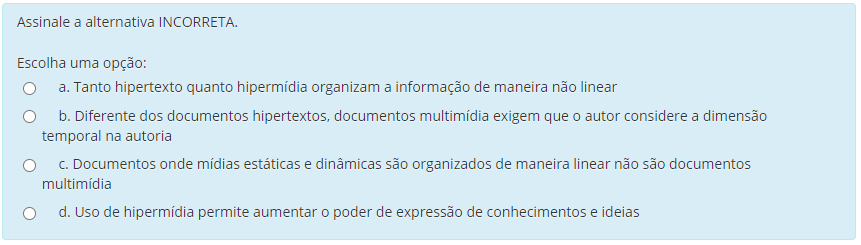 Assinale a alternativa INCORRETA.
Escolha uma opção:
a. Tanto hipertexto quanto hipermídia organizam a informação de maneira não linear
b. Diferente dos documentos hipertextos, documentos multimídia exigem que o autor considere a dimensão
temporal na autoria
c. Documentos onde mídias estáticas e dinâmicas são organizados de maneira linear não são documentos
multimídia
d. Uso de hipermídia permite aumentar o poder de expressão de conhecimentos e ideias